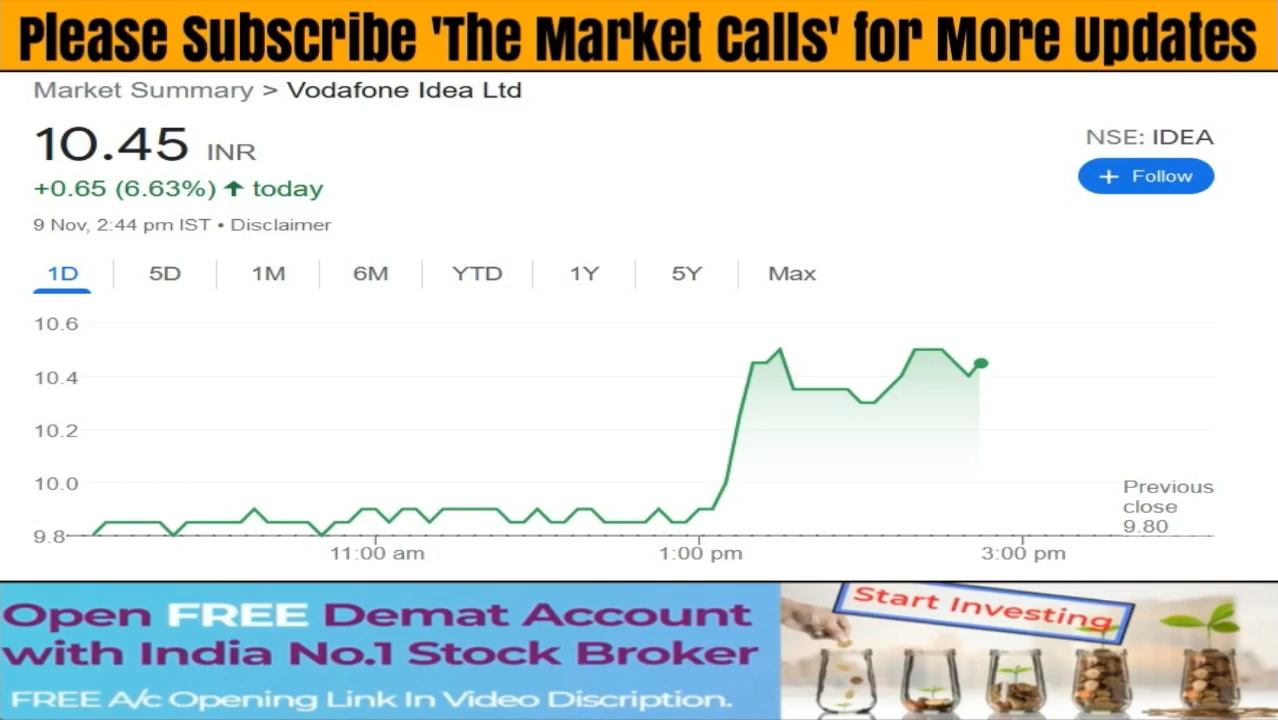 Please Subscribe 'The Market Calls' for More Updates
Market Summary > Vodafone Idea Ltd
10.45 INR
NSE: IDEA
+0.65 (6.63%) ↑ today
+ Follow
9 Nov, 2:44 pm IST • Disclaimer
1D 5D 1M 6M YTD 1Y 5Y Max
10.6
10.4
10.2
10.0
9.8
Previous
close
9.80
11:00 am 1:00 pm 3:00 pm
Open FREE Demat Account
with India No.1 Stock Broker
FREE A/c Opening Link In Video Discription.
Start Investing